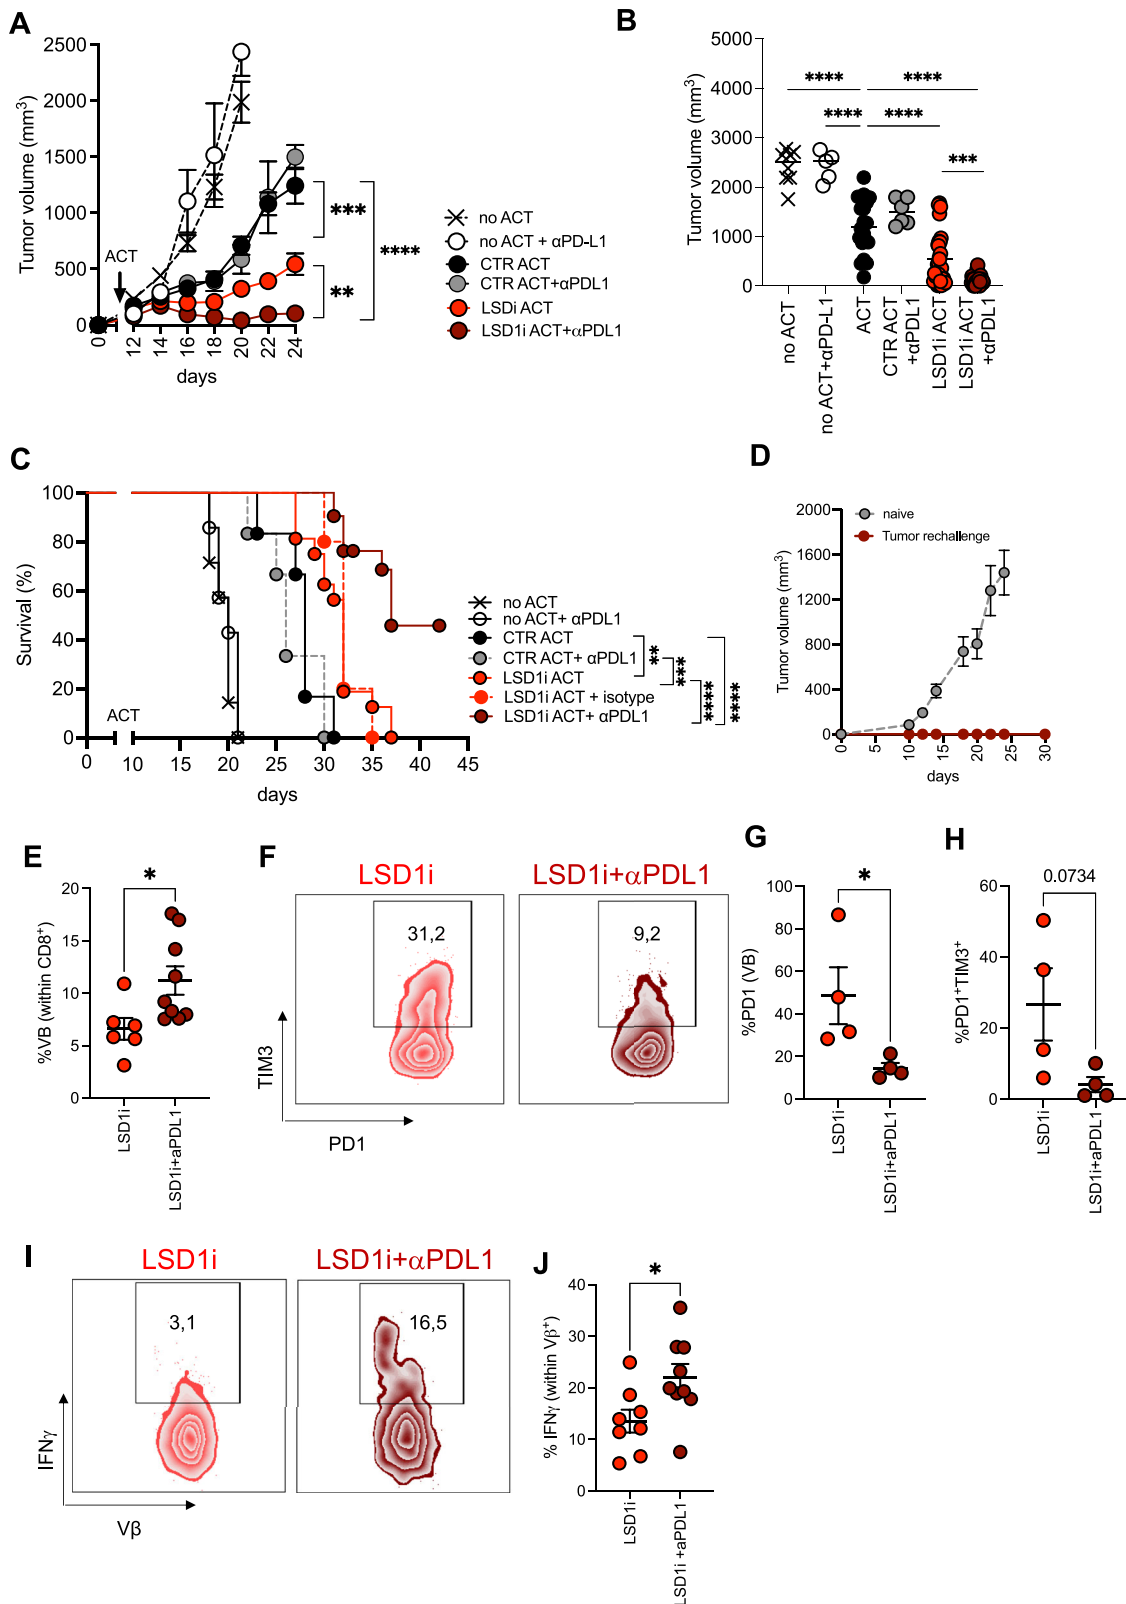 A
Tumor volume (mm³)
2500
2000
1500
1000
500
0
ACT
0 12 14 16 18 20 22 24
days
***
**
****
no ACT
no ACT + αPD-L1
CTR ACT
CTR ACT+αPDL1
LSDi ACT
LSD1i ACT+αPDL1
B
Tumor volume (mm³)
5000
4000
3000
2000
1000
0
**** ****
**** ****
***
no ACT
no ACT+αPD-L1
ACT
CTR ACT
+αPDL1
LSD1i ACT
LSD1i ACT
+αPDL1
C
Survival (%)
100
80
60
40
20
0
ACT
0 10 15 20 25 30 35 40 45
days
no ACT
no ACT+ αPDL1
CTR ACT
CTR ACT+ αPDL1
LSD1i ACT
LSD1i ACT + isotype
LSD1i ACT+ αPDL1
**
***
****
****
D
Tumor volume (mm³)
2000
1600
1200
800
400
0
naive
Tumor rechallenge
0 5 10 15 20 25 30
days
E
%VB (within CD8⁺)
20
15
10
5
0
*
LSD1i
LSD1i+aPDL1
F
LSD1i
LSD1i+αPDL1
31,2
9,2
TIM3
PD1
G
%PD1 (VB)
100
80
60
40
20
0
*
LSD1i
LSD1i+aPDL1
H
%PD1⁺TIM3⁺
60
40
20
0
0.0734
LSD1i
LSD1i+aPDL1
I
LSD1i
LSD1i+αPDL1
3,1
16,5
IFNγ
Vβ
J
% IFNγ (within Vβ⁺)
40
30
20
10
0
*
LSD1i
LSD1i +aPDL1